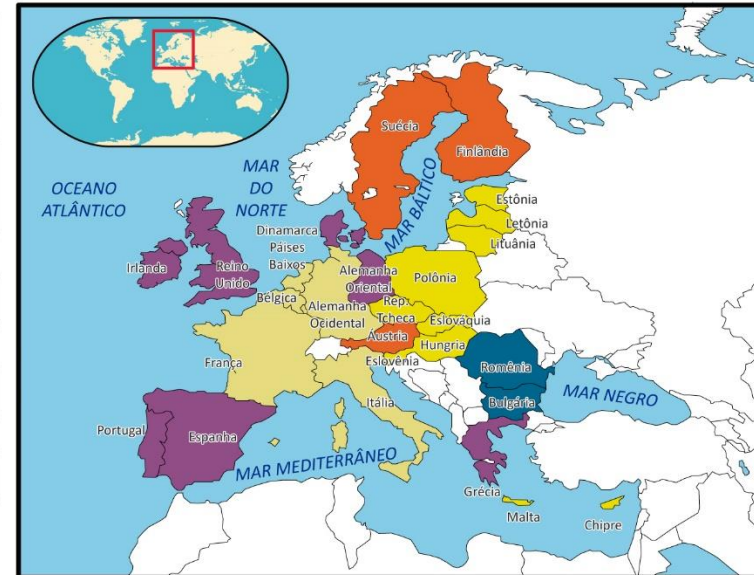 Suécia
Finlândia
MAR
DO
NORTE
OCEANO
ATLÂNTICO
MAR BÁLTICO
Estônia
Letônia
Lituânia
Dinamarca
Países
Baixos
Irlanda
Reino
Unido
Bélgica
Alemanha
Oriental
Polônia
Alemanha
Ocidental
Rep.
Tcheca
Eslováquia
Áustria
Hungria
França
Eslovênia
Romênia
Itália
Bulgária
MAR NEGRO
Portugal
Espanha
MAR MEDITERRÂNEO
Grécia
Malta
Chipre